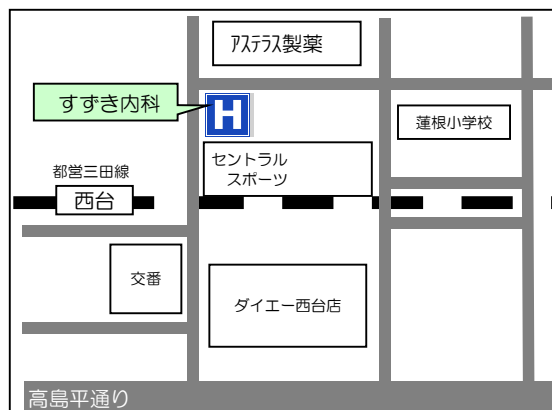 アステラス製薬
すずき内科
H
蓮根小学校
セントラル
スポーツ
都営三田線
西台
交番
ダイエー西台店
高島平通り